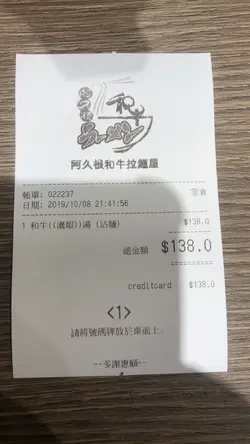 阿久根和牛拉麵屋
帳單: 022237 堂食
日期: 2019/10/08 21:41:56
1 和牛((濃蝦))湯 (沾麵) $138.0
總金額 $138.0
creditcard $138.0
<1>
請將號碼牌放於桌面上.
--多謝惠顧--